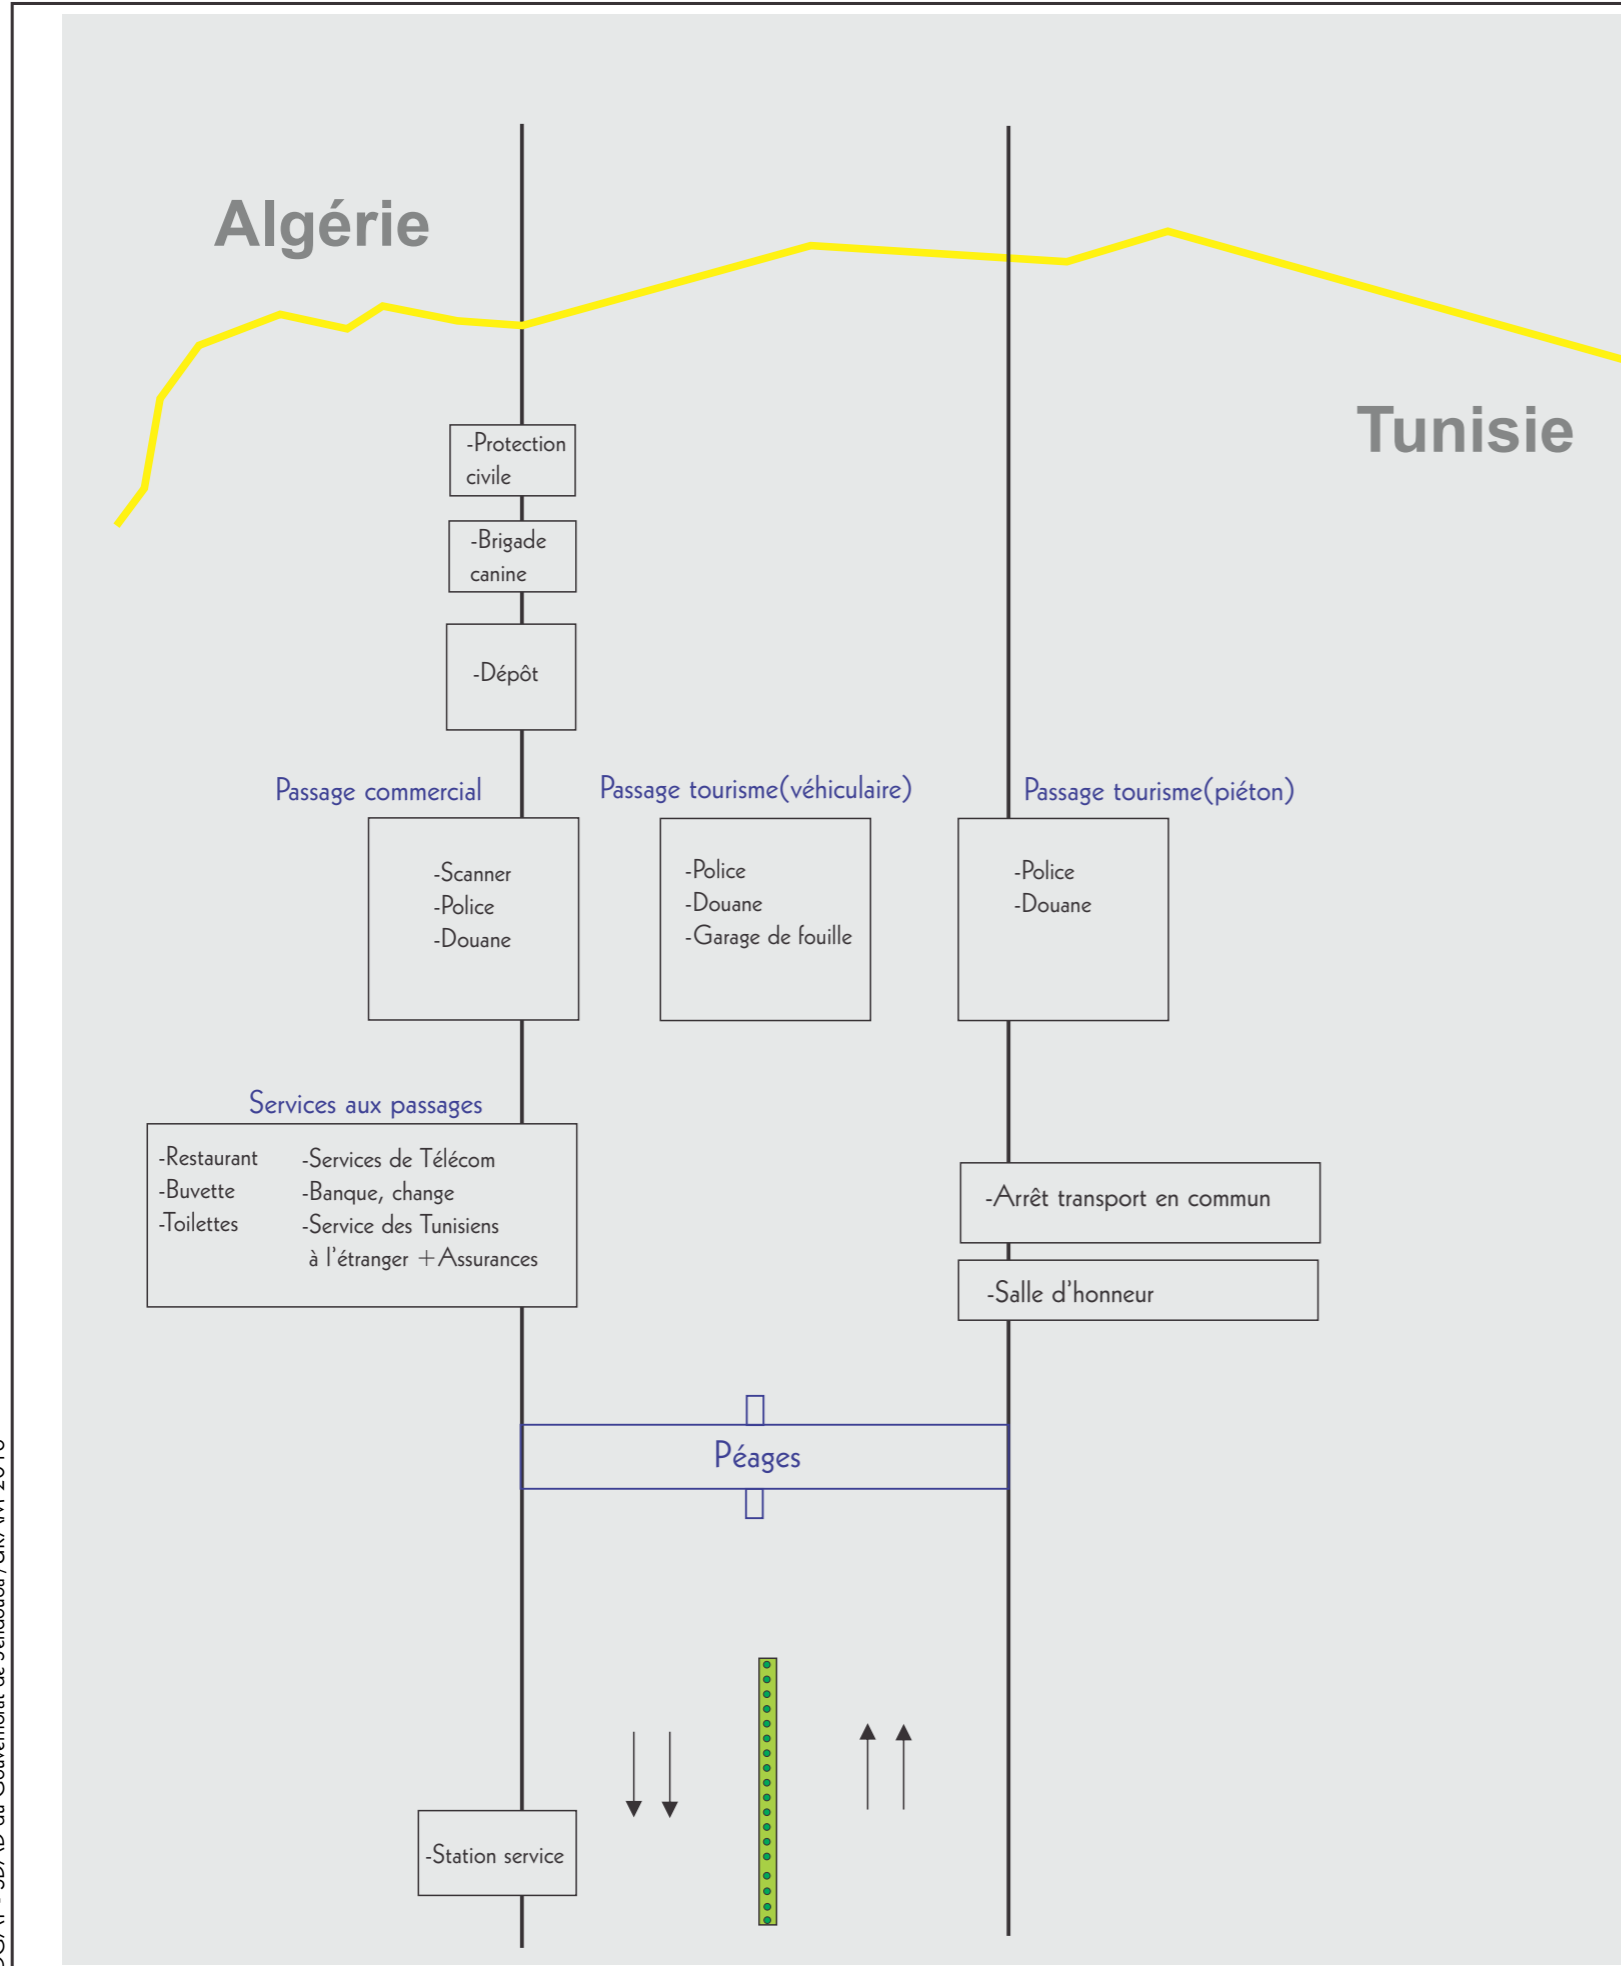 Algérie
Tunisie
-Protection
civile
-Brigade
canine
-Dépôt
Passage commercial
-Scanner
-Police
-Douane
Passage tourisme(véhiculaire)
-Police
-Douane
-Garage de fouille
Passage tourisme(piéton)
-Police
-Douane
Services aux passages
-Restaurant
-Buvette
-Toilettes
-Services de Télécom
-Banque, change
-Service des Tunisiens
à l'étranger +Assurances
-Arrêt transport en commun
-Salle d'honneur
Péages
-Station service